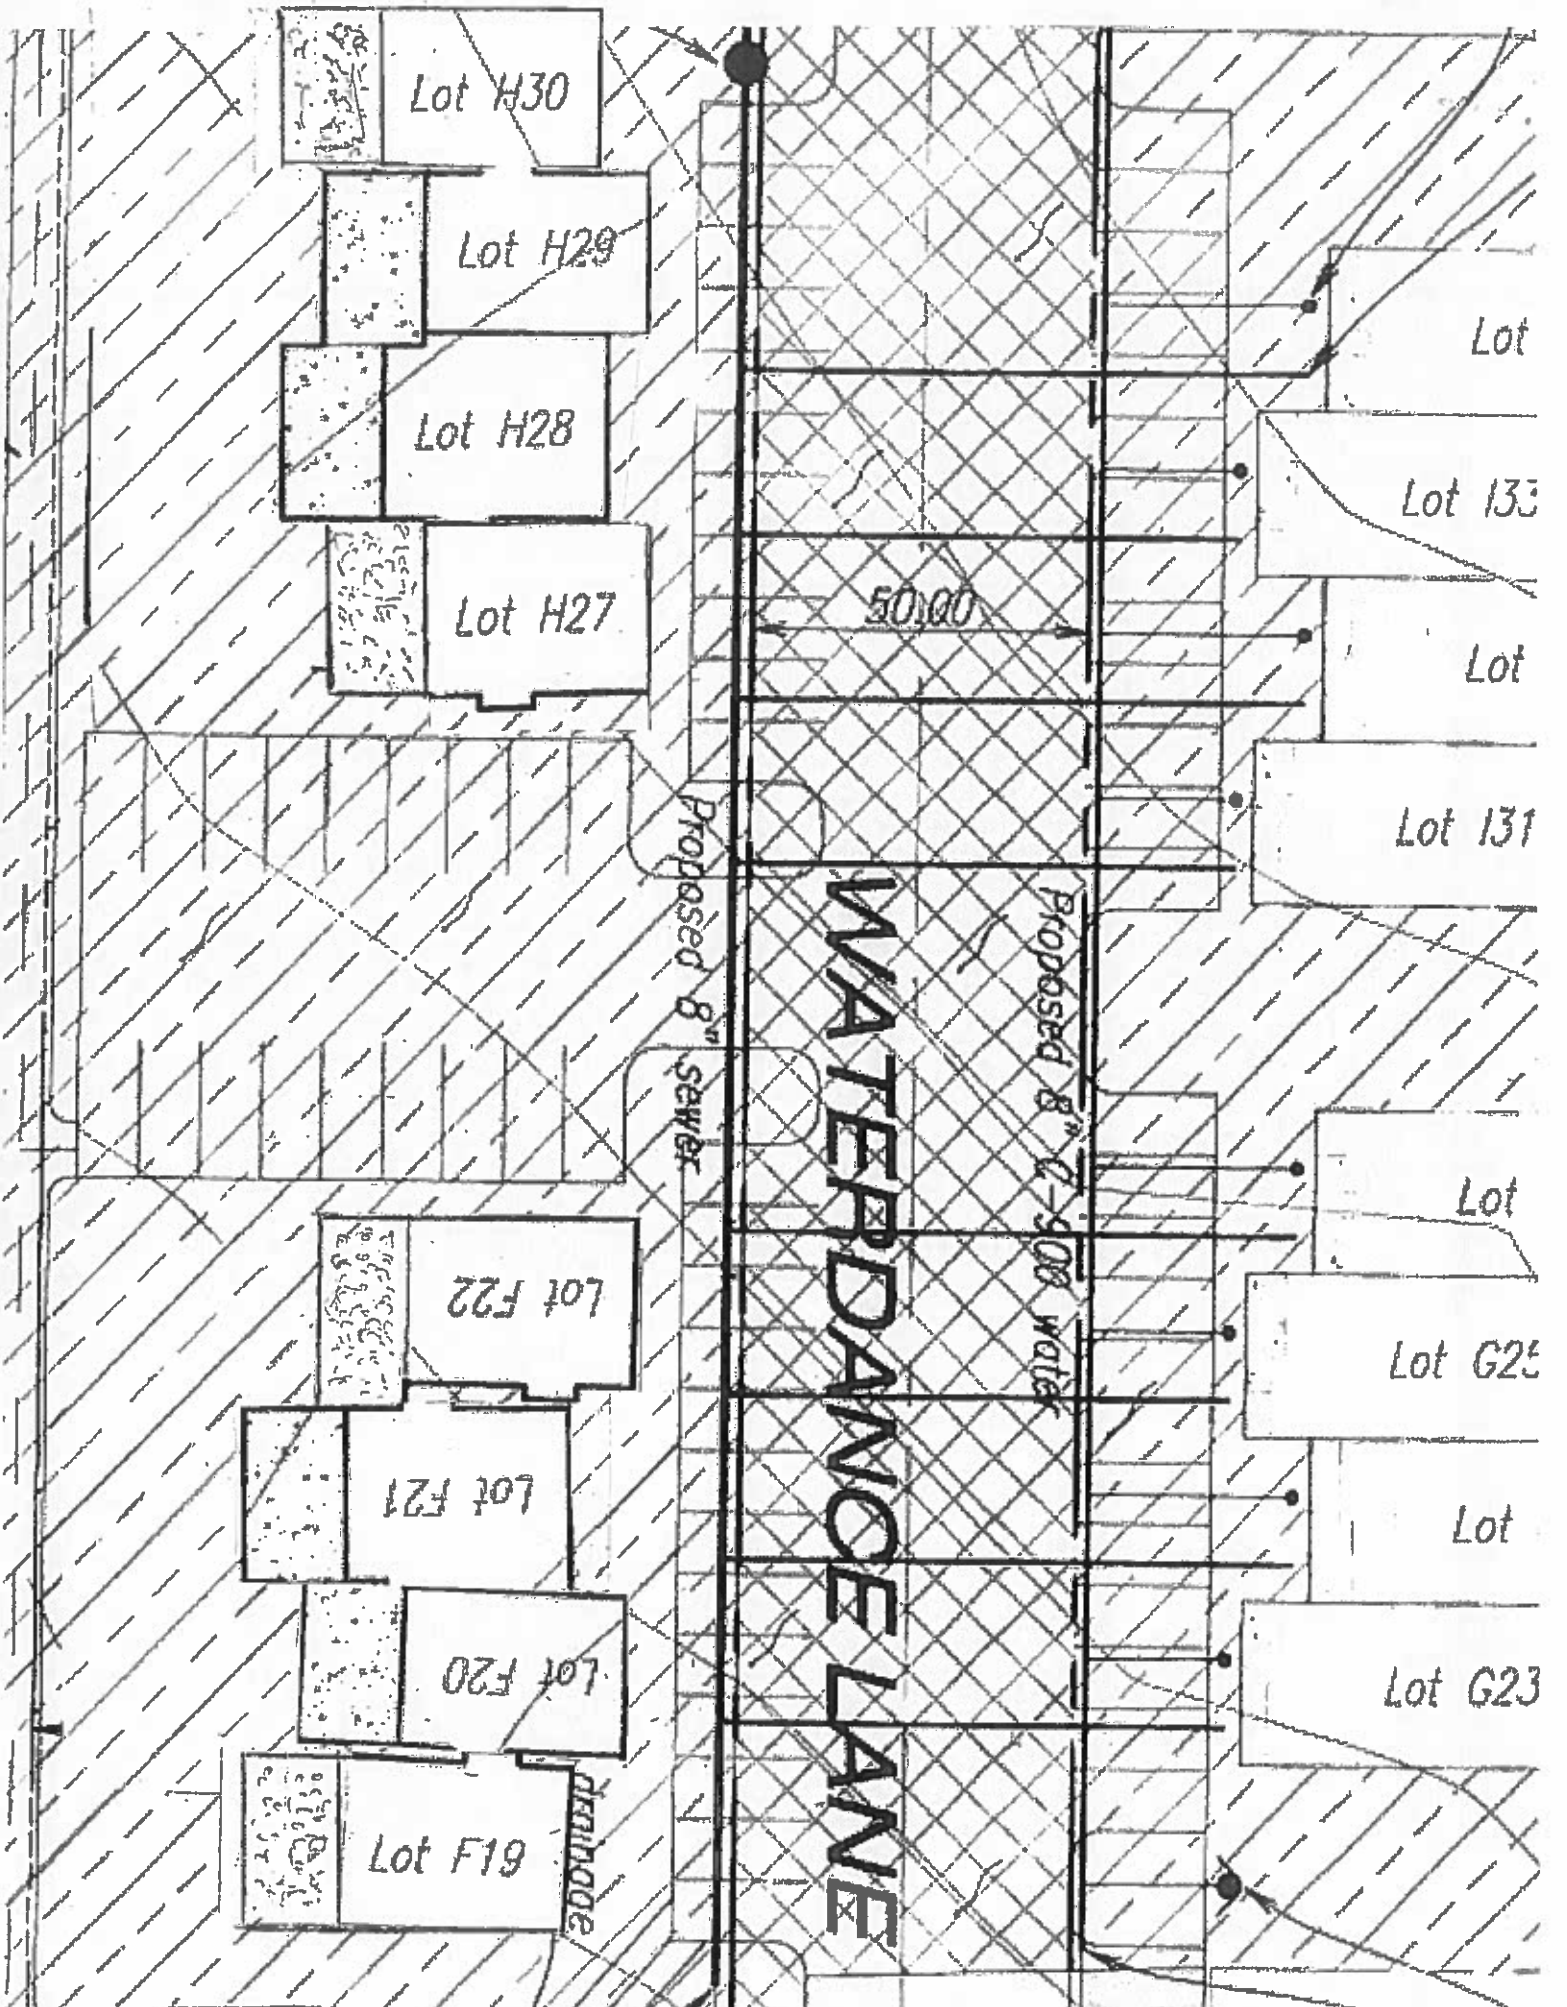 Lot H30
Lot H29
Lot
Lot H28
Lot I33
50.00
Lot H27
Lot
Lot I31
Proposed 8" sewer
WATERDANCE LANE
Proposed 8" C-900 water
Lot
Lot F22
Lot G25
Lot F21
Lot
Lot F20
Lot G23
Lot F19
drainage